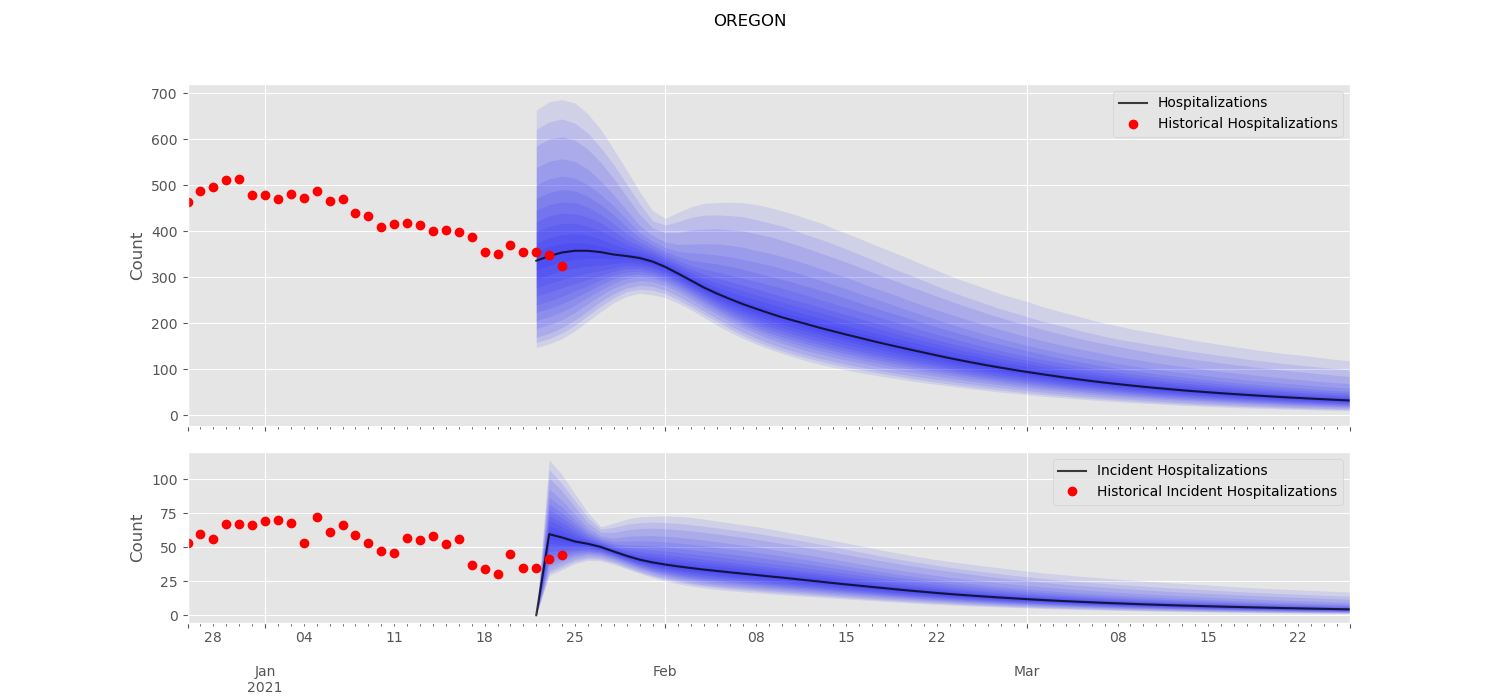 OREGON
700
600
500
400
300
200
100
0
Count
Hospitalizations
Historical Hospitalizations
100
75
50
25
0
Count
Incident Hospitalizations
Historical Incident Hospitalizations
28 04 11 18 25 08 15 22 08 15 22
Jan Feb Mar
2021